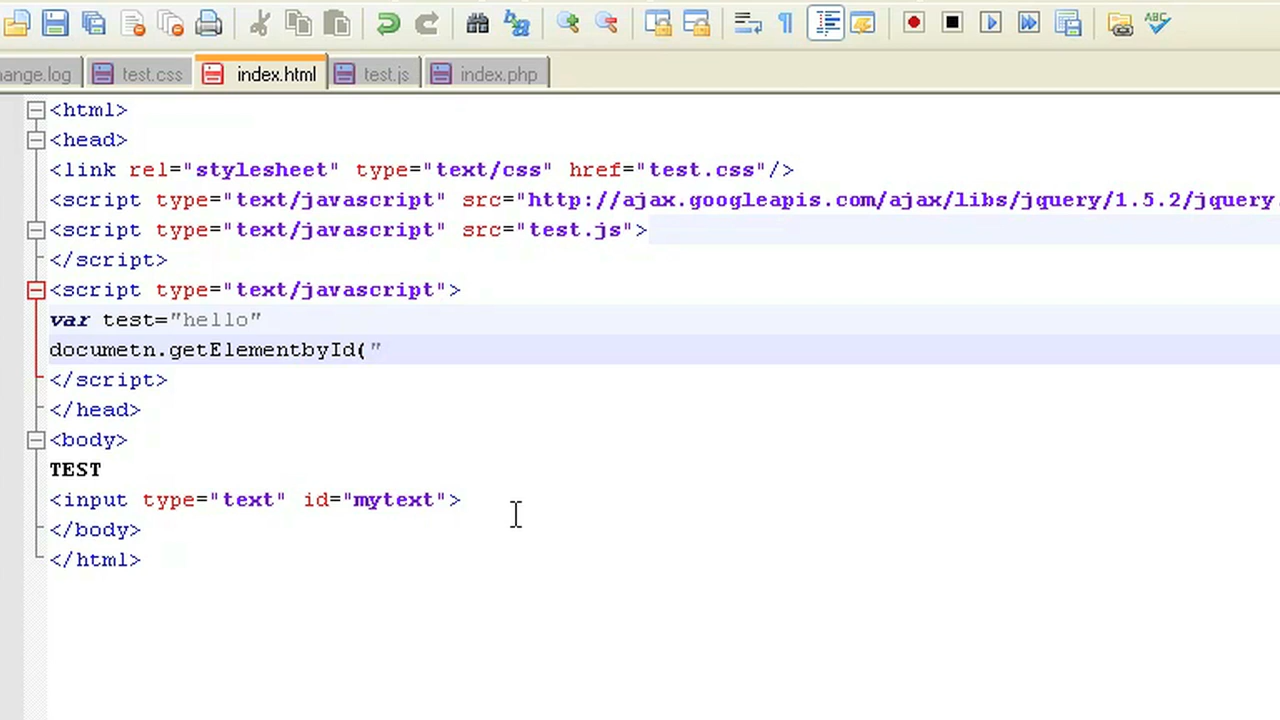 ange.log test.css index.html test.js index.php
<html>
<head>
<link rel="stylesheet" type="text/css" href="test.css"/>
<script type="text/javascript" src="http://ajax.googleapis.com/ajax/libs/jquery/1.5.2/jquery.
<script type="text/javascript" src="test.js">
</script>
<script type="text/javascript">
var test="hello"
documetn.getElementbyId("
</script>
</head>
<body>
TEST
<input type="text" id="mytext">
</body>
</html>